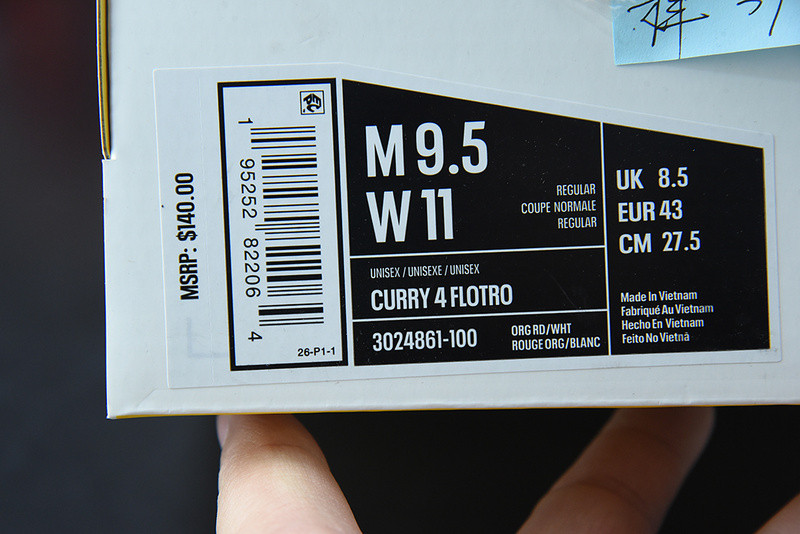 MSRP: $140.00
1 95252 82206 4
26-P1-1
M 9.5
W 11
REGULAR
COUPE NORMALE
REGULAR
UNISEX / UNISEXE / UNISEX
CURRY 4 FLOTRO
3024861-100
ORG RD/WHT
ROUGE ORG/BLANC
UK 8.5
EUR 43
CM 27.5
Made In Vietnam
Fabriqué Au Vietnam
Hecho En Vietnam
Feito No Vietnã